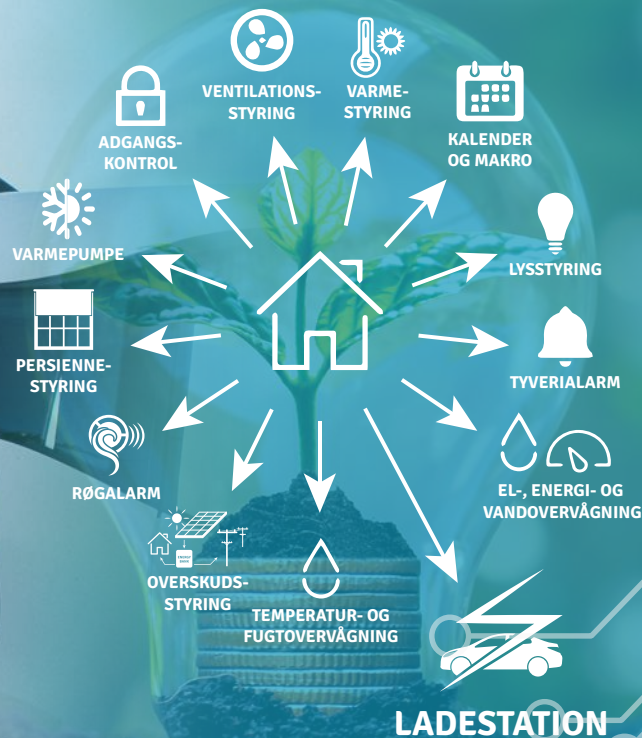 VENTILATIONS-
STYRING
VARME-
STYRING
ADGANGS-
KONTROL
KALENDER
OG MAKRO
VARMEPUMPE
LYSSTYRING
PERSIENNE-
STYRING
TYVERIALARM
RØGALARM
EL-, ENERGI- OG
VANDOVERVÅGNING
OVERSKUDS-
STYRING
TEMPERATUR- OG
FUGTOVERVÅGNING
LADESTATION